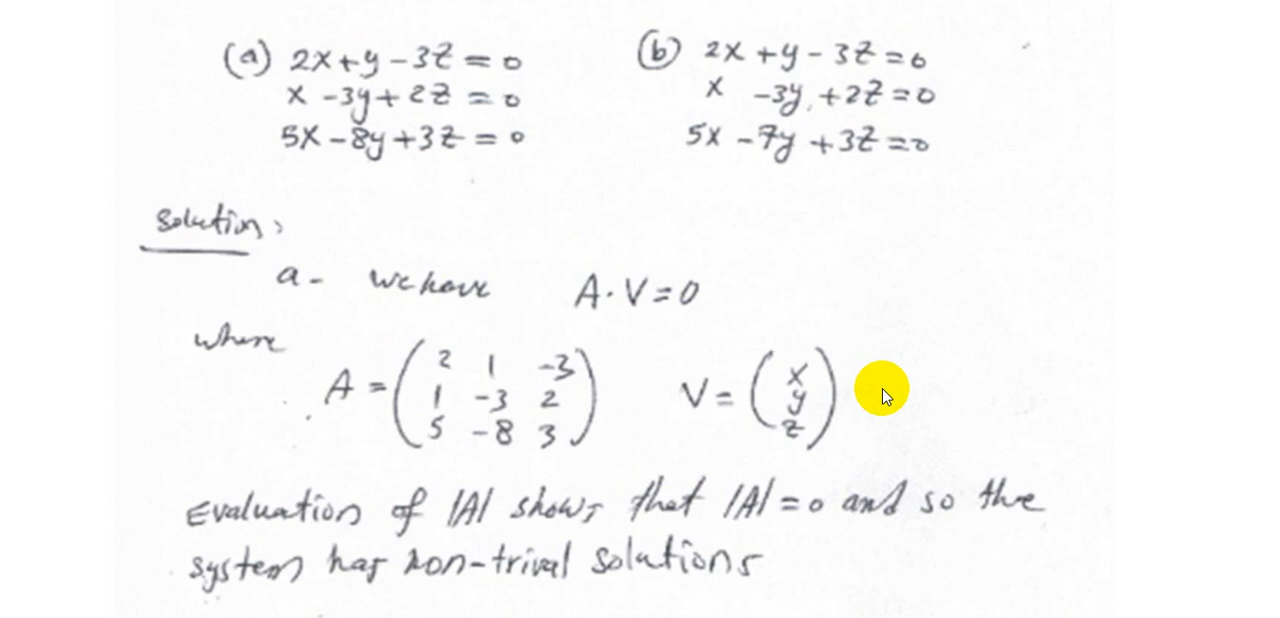 (a) 2x+y-3z=0 (b) 2x+y-3z=0
x-3y+2z=0 x-3y+2z=0
5x-8y+3z=0 5x-7y+3z=0
Solution:
a- we have A·V=0
where
A = ( 2 1 -3 ) V = ( x )
( 1 -3 2 ) ( y )
( 5 -8 3 ) ( z )
Evaluation of |A| shows that |A|=0 and so the
system has non-trival solutions